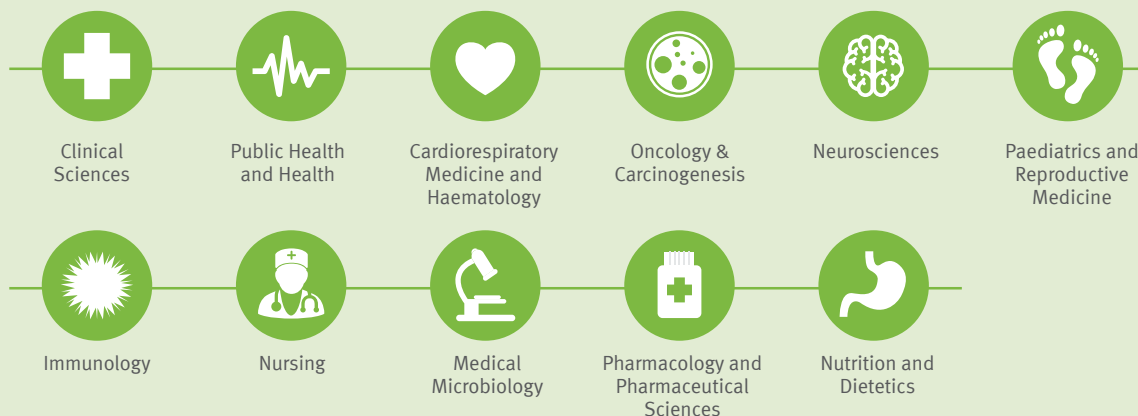 Clinical
Sciences
Public Health
and Health
Cardiorespiratory
Medicine and
Haematology
Oncology &
Carcinogenesis
Neurosciences
Paediatrics and
Reproductive
Medicine
Immunology
Nursing
Medical
Microbiology
Pharmacology and
Pharmaceutical
Sciences
Nutrition and
Dietetics